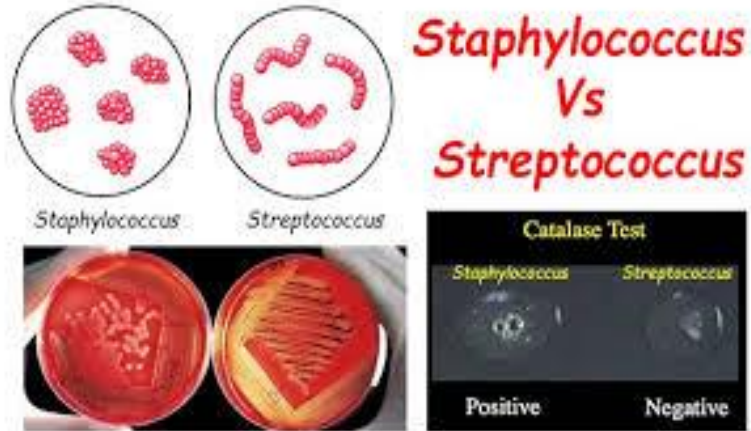 Staphylococcus
Vs
Streptococcus
Staphylococcus
Streptococcus
Catalase Test
Staphylococcus
Streptococcus
Positive
Negative